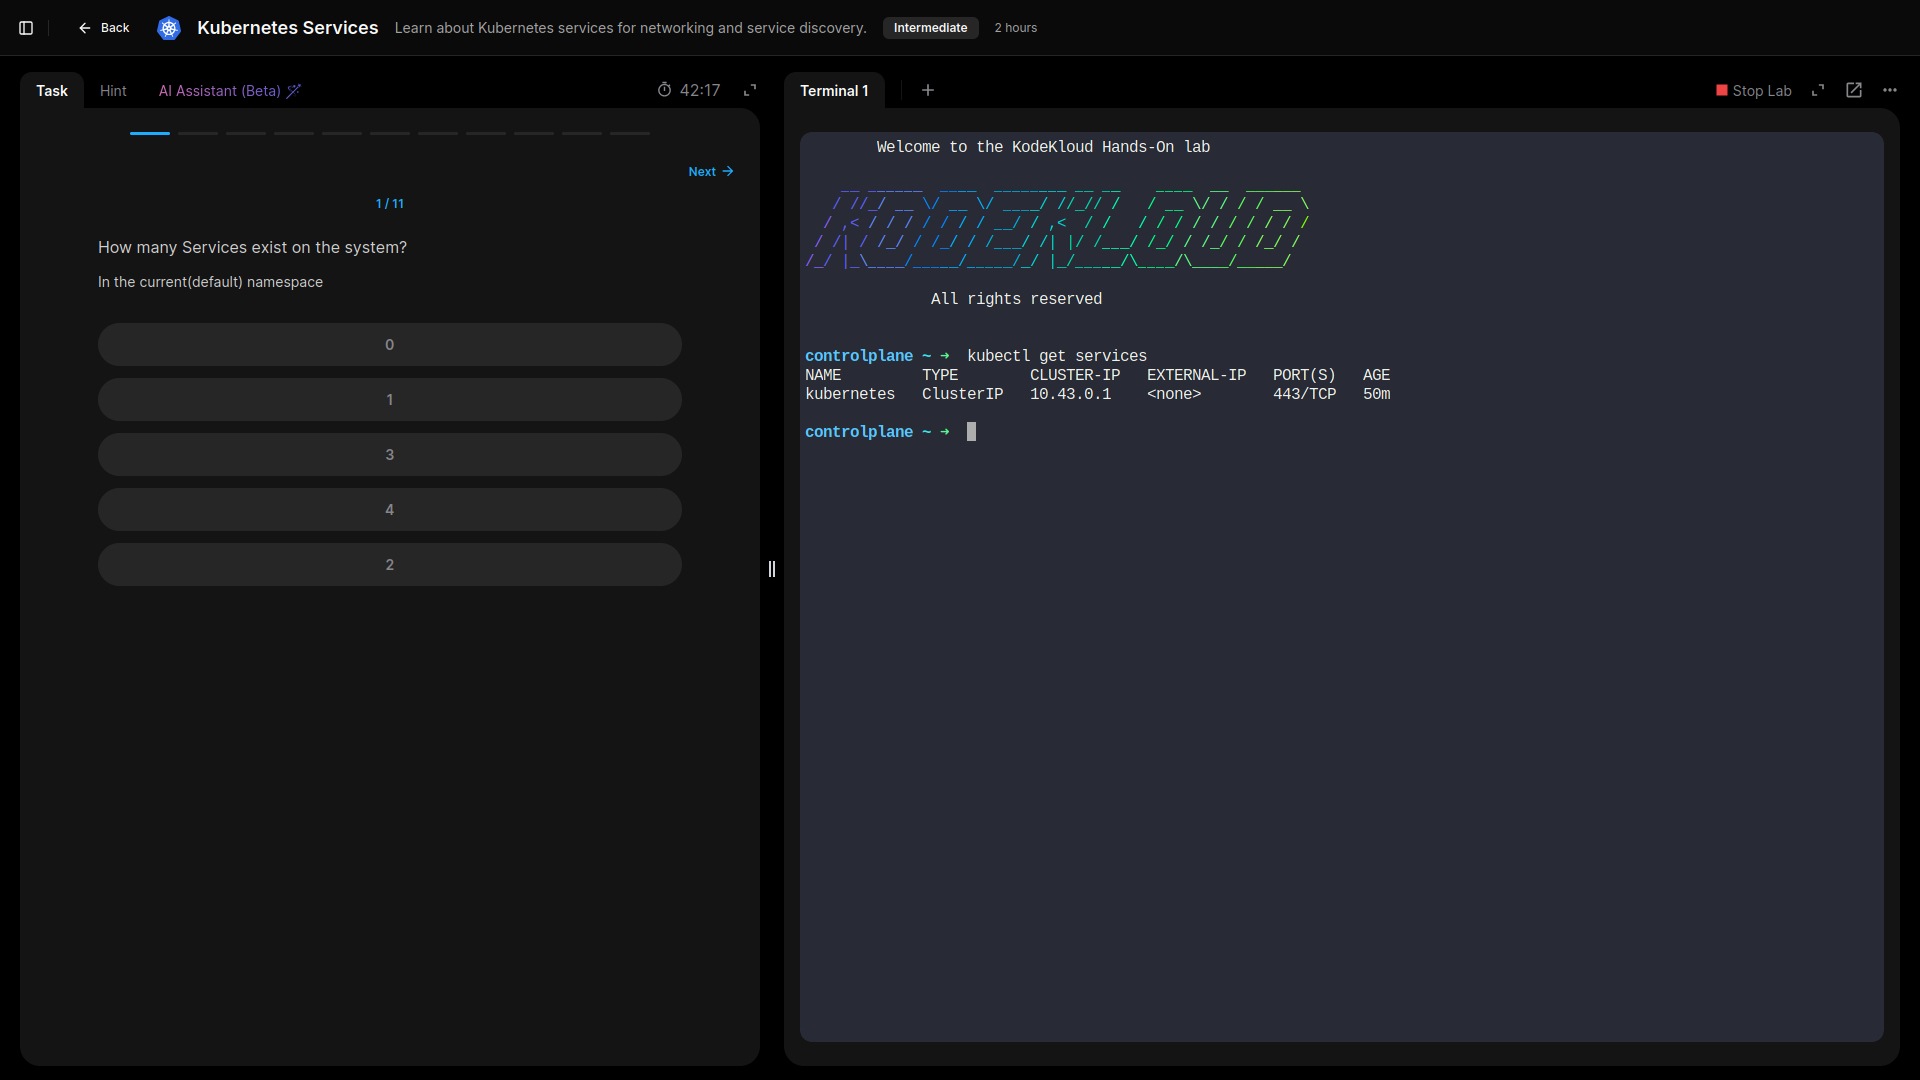 Back
Kubernetes Services
Learn about Kubernetes services for networking and service discovery.
Intermediate
2 hours
Task
Hint
AI Assistant (Beta)
42:17
Next
1 / 11
How many Services exist on the system?
In the current(default) namespace
0
1
3
4
2
Terminal 1
Stop Lab
Welcome to the KodeKloud Hands-On lab
KODEKLOUD
All rights reserved
controlplane ~ ➜  kubectl get services
NAME         TYPE        CLUSTER-IP   EXTERNAL-IP   PORT(S)   AGE
kubernetes   ClusterIP   10.43.0.1    <none>        443/TCP   50m
controlplane ~ ➜